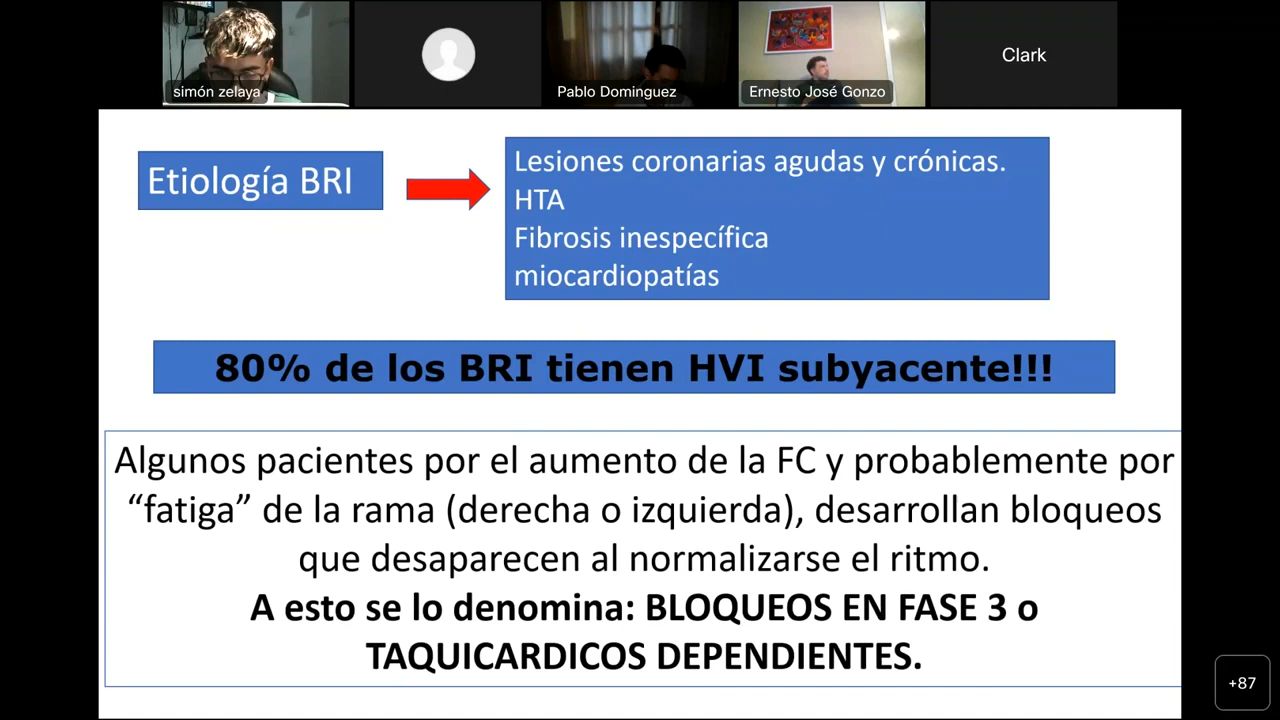 simón zelaya
Pablo Dominguez
Ernesto José Gonzo
Clark
Etiología BRI
Lesiones coronarias agudas y crónicas.
HTA
Fibrosis inespecífica
miocardiopatías
80% de los BRI tienen HVI subyacente!!!
Algunos pacientes por el aumento de la FC y probablemente por
“fatiga” de la rama (derecha o izquierda), desarrollan bloqueos
que desaparecen al normalizarse el ritmo.
A esto se lo denomina: BLOQUEOS EN FASE 3 o
TAQUICARDICOS DEPENDIENTES.
+87